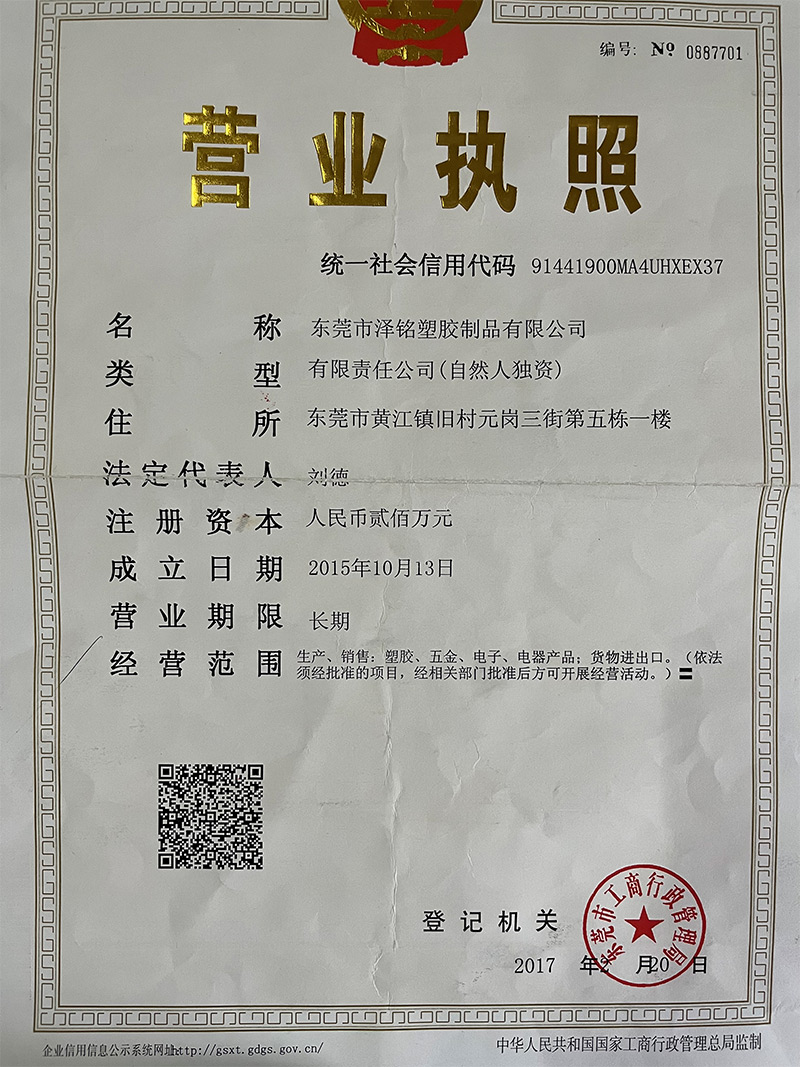 编号: № 0887701
营业执照
统一社会信用代码 91441900MA4UHXEX37
名称 东莞市泽铭塑胶制品有限公司
类型 有限责任公司(自然人独资)
住所 东莞市黄江镇旧村元岗三街第五栋一楼
法定代表人 刘德
注册资本 人民币贰佰万元
成立日期 2015年10月13日
营业期限 长期
经营范围 生产、销售: 塑胶、五金、电子、电器产品; 货物进出口。(依法
须经批准的项目, 经相关部门批准后方可开展经营活动。)
东莞市工商行政管理局
登记机关
2017 年2 月20 日
企业信用信息公示系统网址:http://gsxt.gdgs.gov.cn/
中华人民共和国国家工商行政管理总局监制